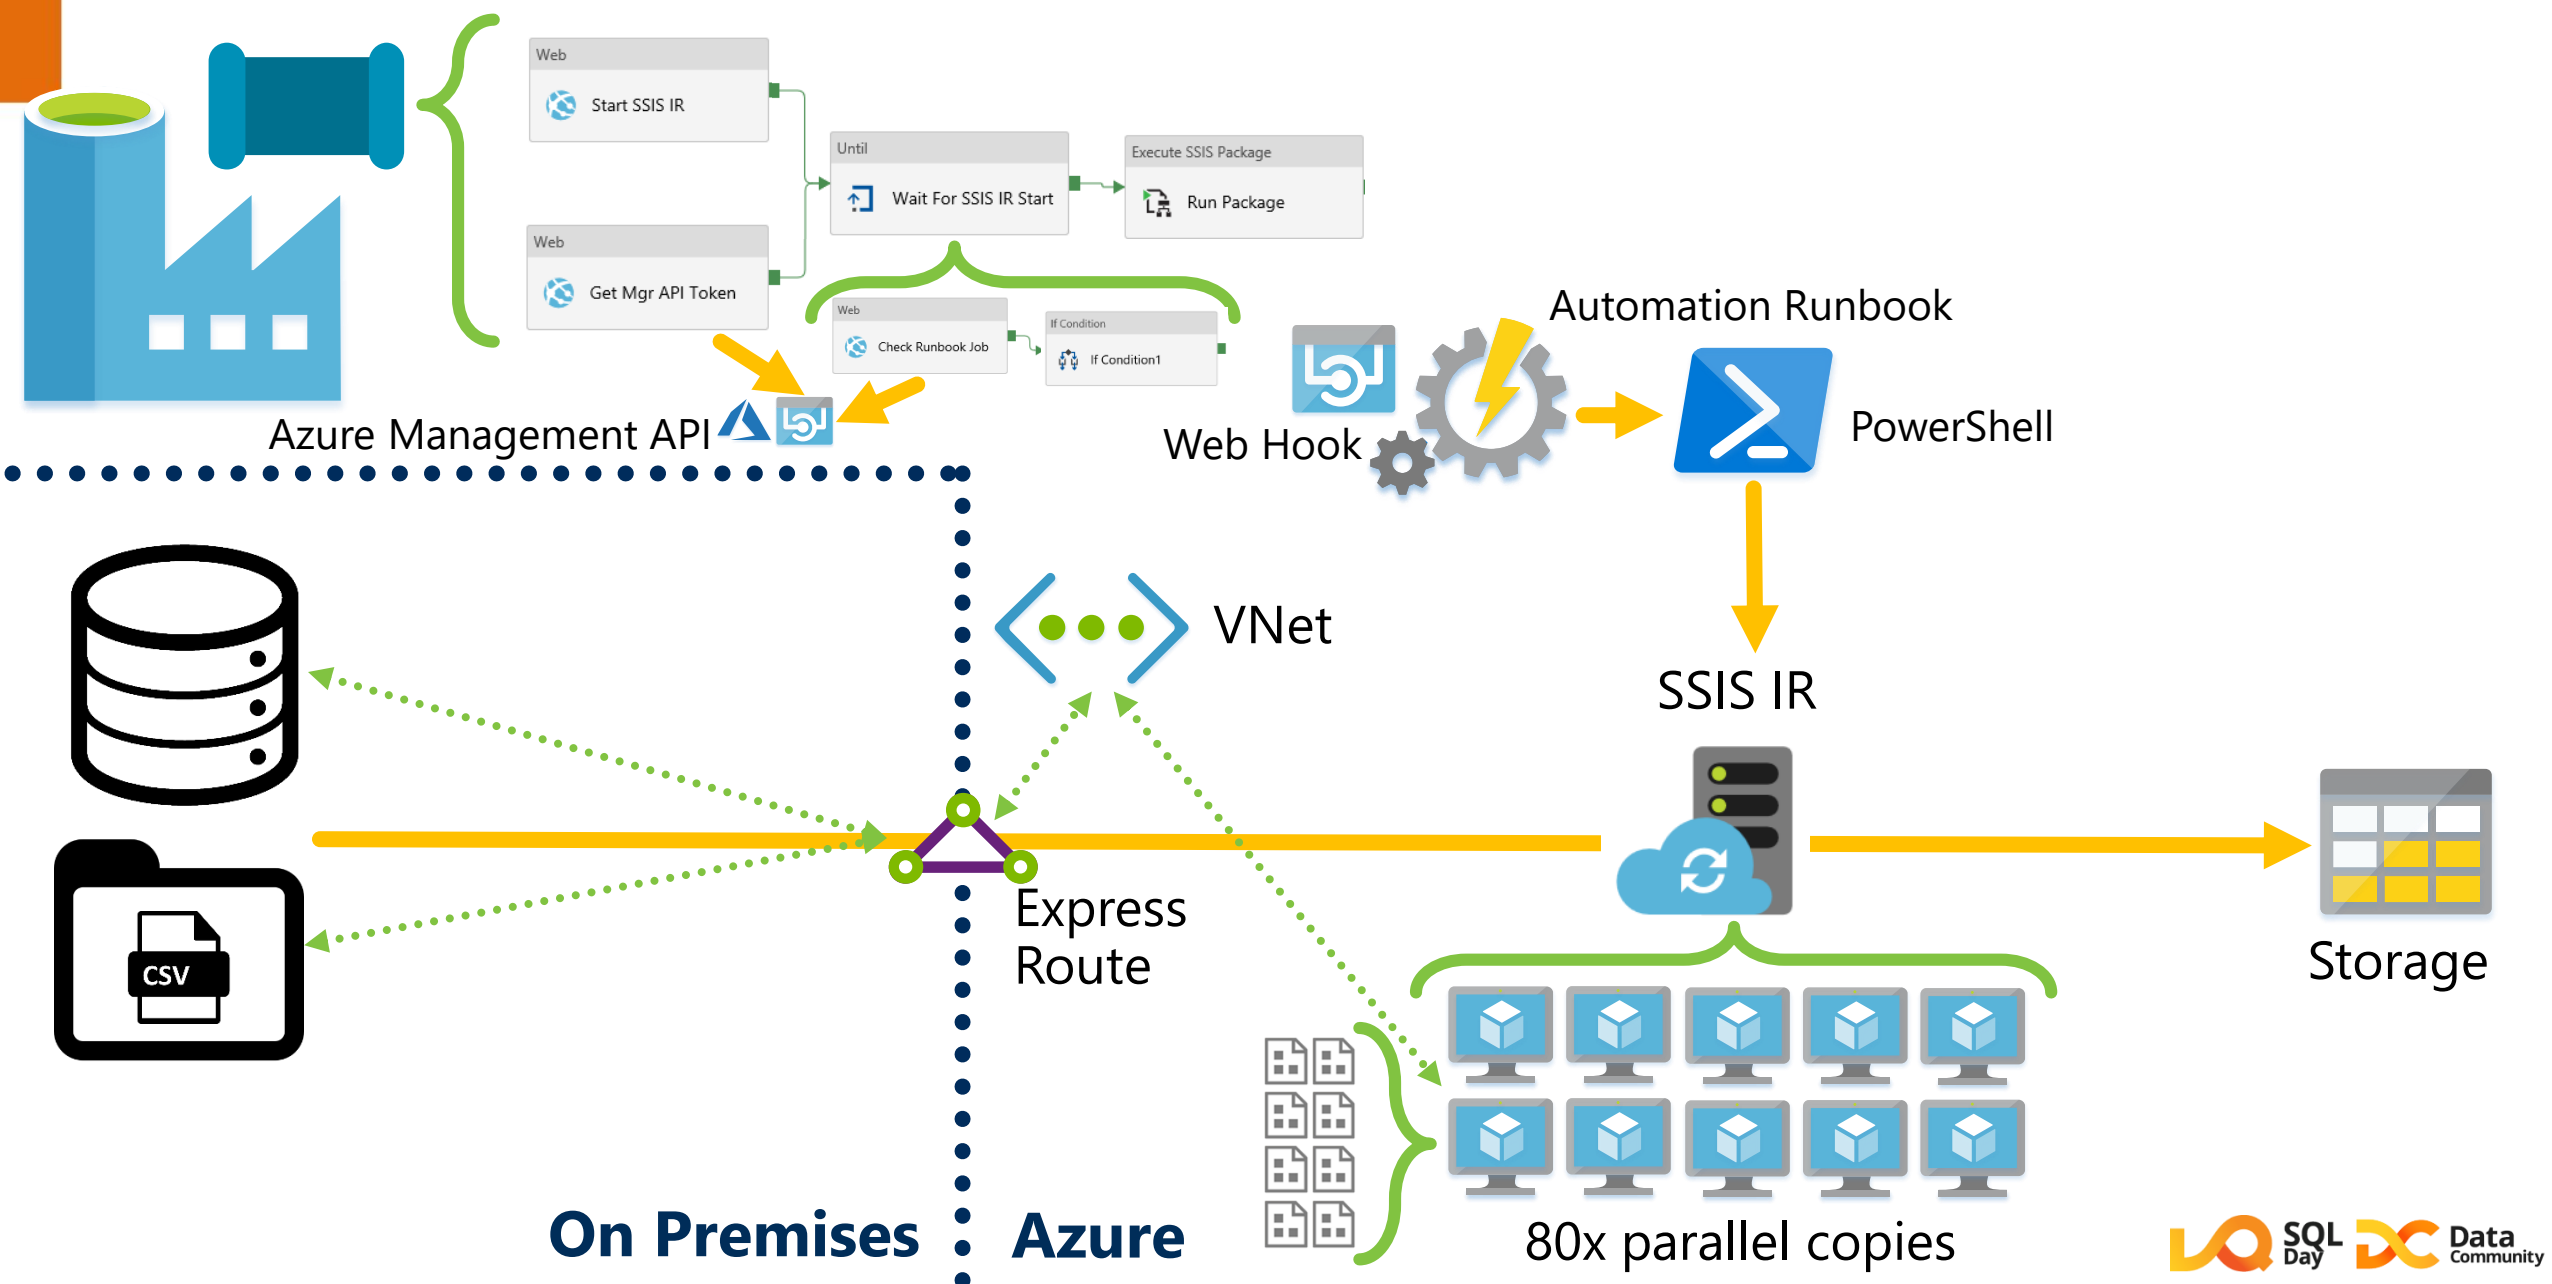 Web
Start SSIS IR
Until
Wait For SSIS IR Start
Execute SSIS Package
Run Package
Web
Get Mgr API Token
Web
Check Runbook Job
If Condition
If Condition1
Azure Management API
Automation Runbook
Web Hook
PowerShell
VNet
SSIS IR
Express
Route
CSV
Storage
80x parallel copies
On Premises
Azure
SQL
Day
Data
Community